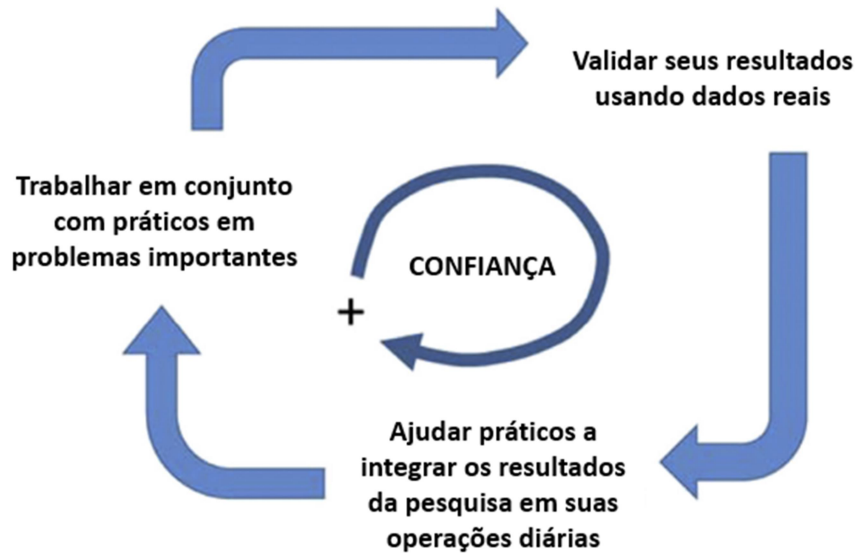 Validar seus resultados
usando dados reais
Trabalhar em conjunto
com práticos em
problemas importantes
CONFIANÇA
+
Ajudar práticos a
integrar os resultados
da pesquisa em suas
operações diárias